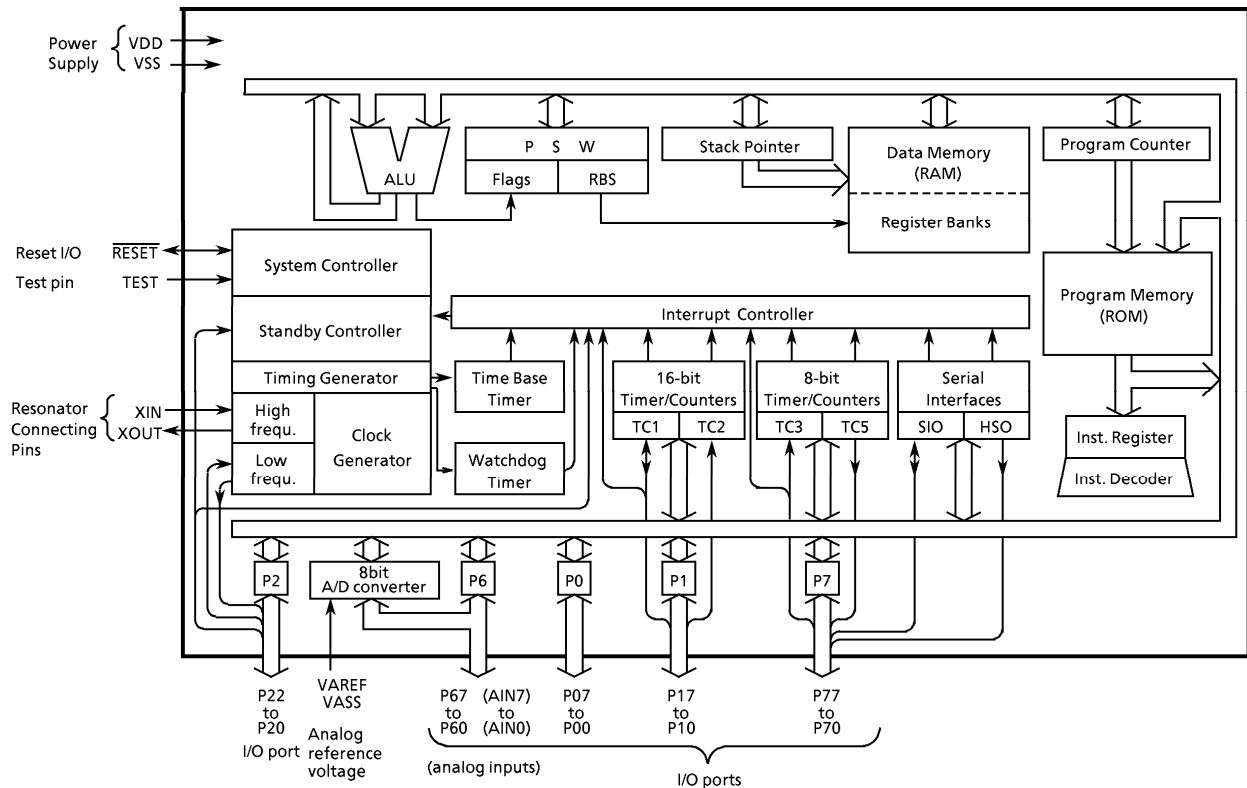 Power
Supply
VDD
VSS
P S W
Flags
RBS
ALU
Stack Pointer
Data Memory
(RAM)
Register Banks
Program Counter
Reset I/O
RESET
Test pin
TEST
System Controller
Standby Controller
Timing Generator
High
frequ.
Low
frequ.
Clock
Generator
Resonator
Connecting
Pins
XIN
XOUT
Interrupt Controller
Time Base
Timer
Watchdog
Timer
16-bit
Timer/Counters
TC1
TC2
8-bit
Timer/Counters
TC3
TC5
Serial
Interfaces
SIO
HSO
Program Memory
(ROM)
Inst. Register
Inst. Decoder
P2
8bit
A/D converter
P6
P0
P1
P7
P22
to
P20
I/O port
VAREF
VASS
Analog
reference
voltage
P67 (AIN7)
to to
P60 (AIN0)
(analog inputs)
P07
to
P00
P17
to
P10
P77
to
P70
I/O ports